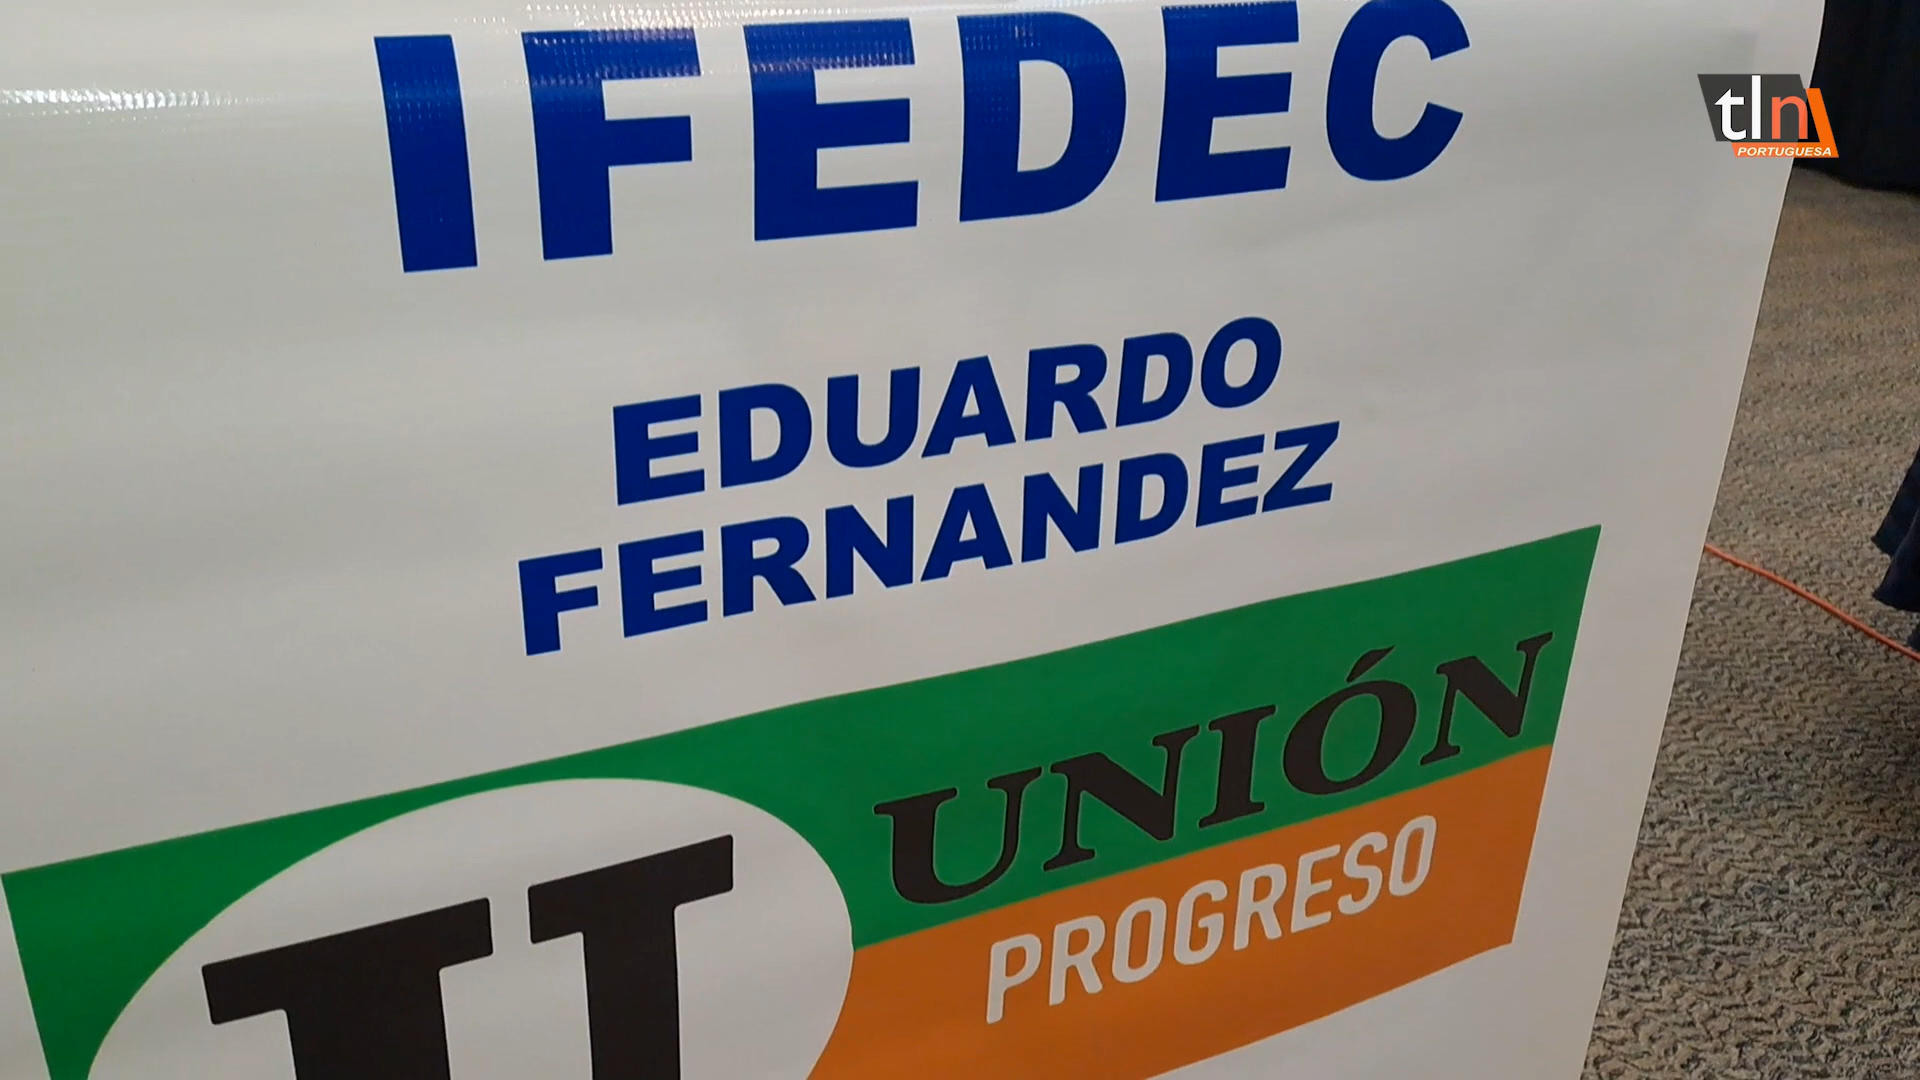 IFEDEC
tln
PORTUGUESA
EDUARDO
FERNANDEZ
UNIÓN
PROGRESO
U